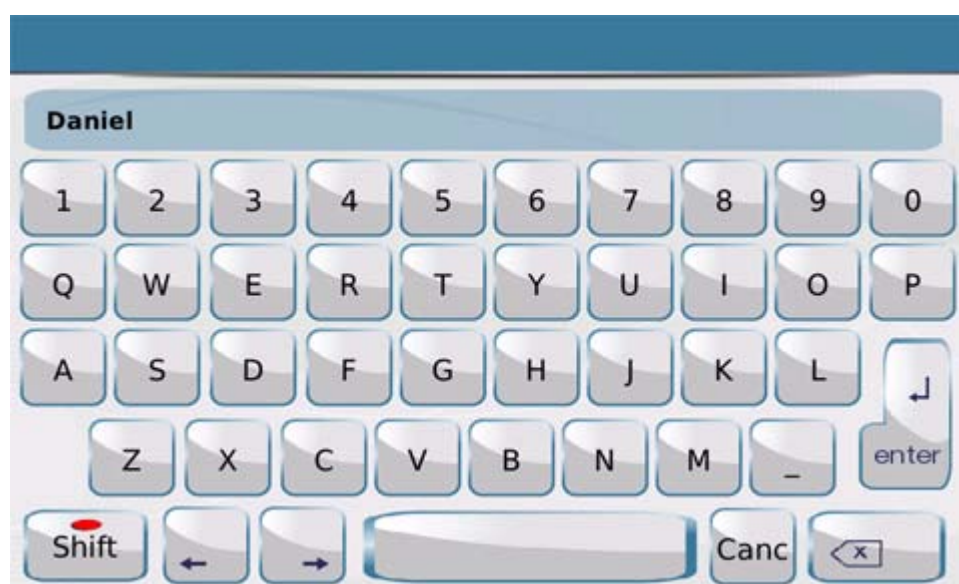 Daniel
1 2 3 4 5 6 7 8 9 0
Q W E R T Y U I O P
A S D F G H J K L
Z X C V B N M _ enter
Shift Canc x